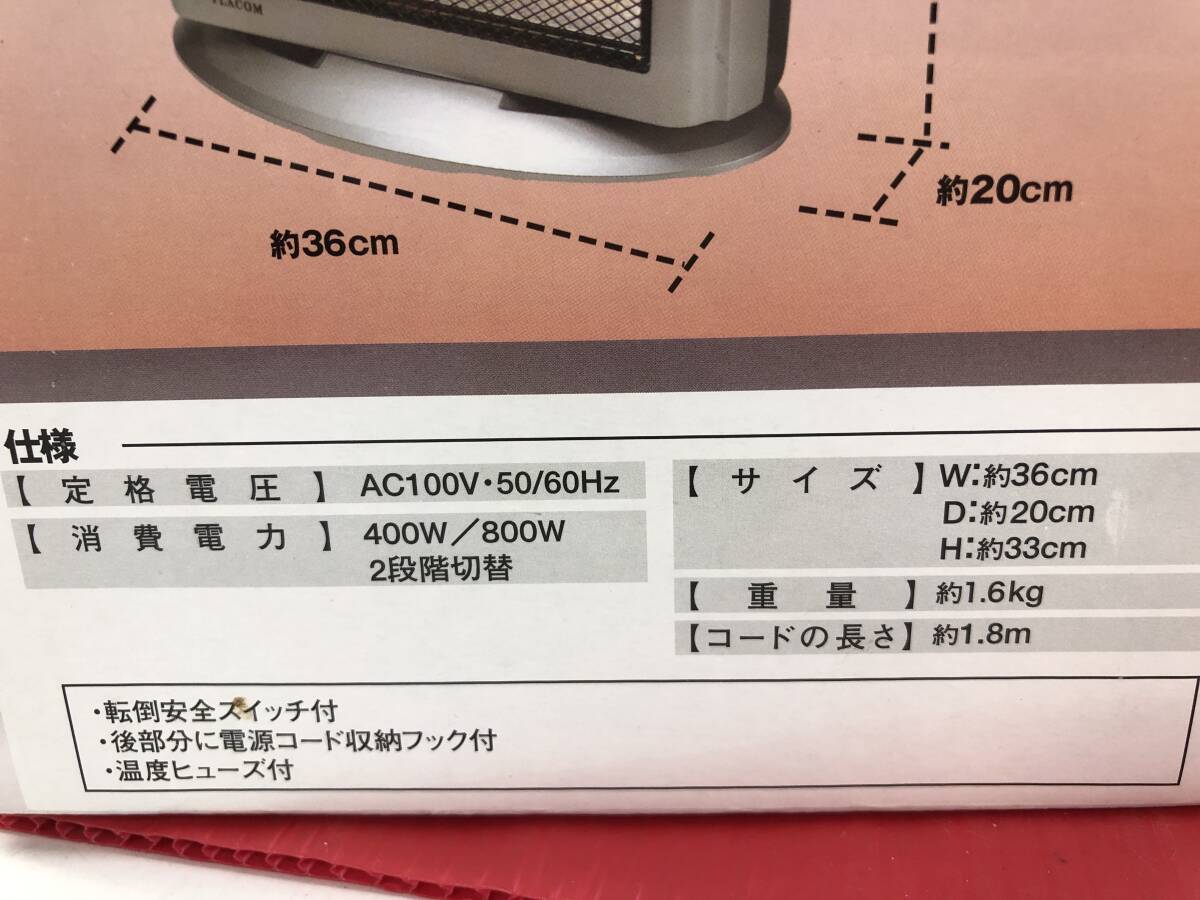 約20cm
約36cm
仕様
【定格電圧】 AC100V・50/60Hz
【消費電力】 400W／800W
2段階切替
【サイズ】 W:約36cm
D:約20cm
H:約33cm
【重量】 約1.6kg
【コードの長さ】 約1.8m
・転倒安全スイッチ付
・後部分に電源コード収納フック付
・温度ヒューズ付